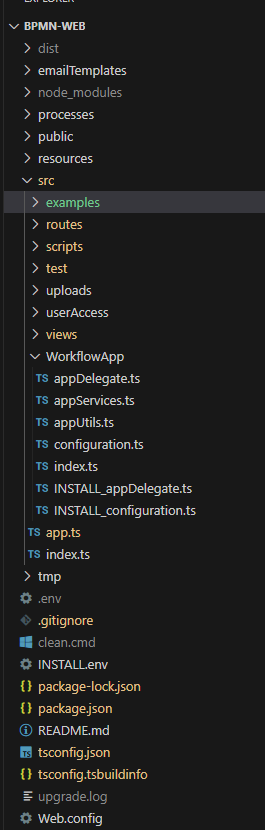 BPMN-WEB
dist
emailTemplates
node_modules
processes
public
resources
src
examples
routes
scripts
test
uploads
userAccess
views
WorkflowApp
TS appDelegate.ts
TS appServices.ts
TS appUtils.ts
TS configuration.ts
TS index.ts
TS INSTALL_appDelegate.ts
TS INSTALL_configuration.ts
TS app.ts
TS index.ts
tmp
.env
.gitignore
clean.cmd
INSTALL.env
{} package-lock.json
{} package.json
README.md
TS tsconfig.json
{} tsconfig.tsbuildinfo
upgrade.log
Web.config